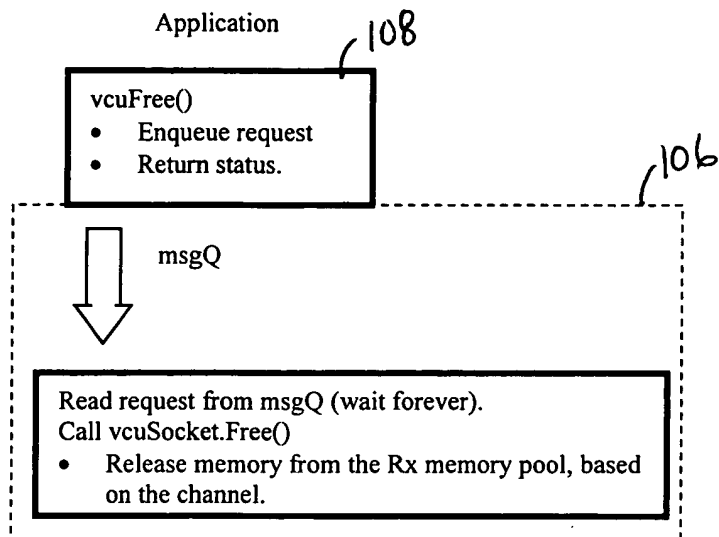 Application
108
vcuFree()
• Enqueue request
• Return status.
106
msgQ
Read request from msgQ (wait forever).
Call vcuSocket.Free()
• Release memory from the Rx memory pool, based
on the channel.